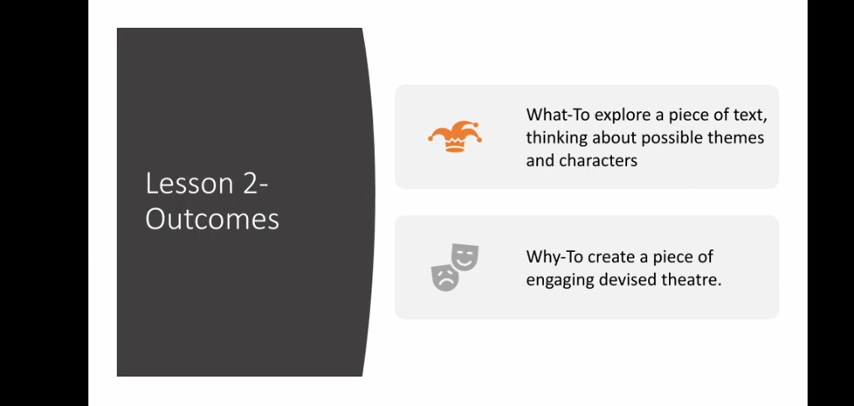 Lesson 2-
Outcomes
What-To explore a piece of text,
thinking about possible themes
and characters
Why-To create a piece of
engaging devised theatre.